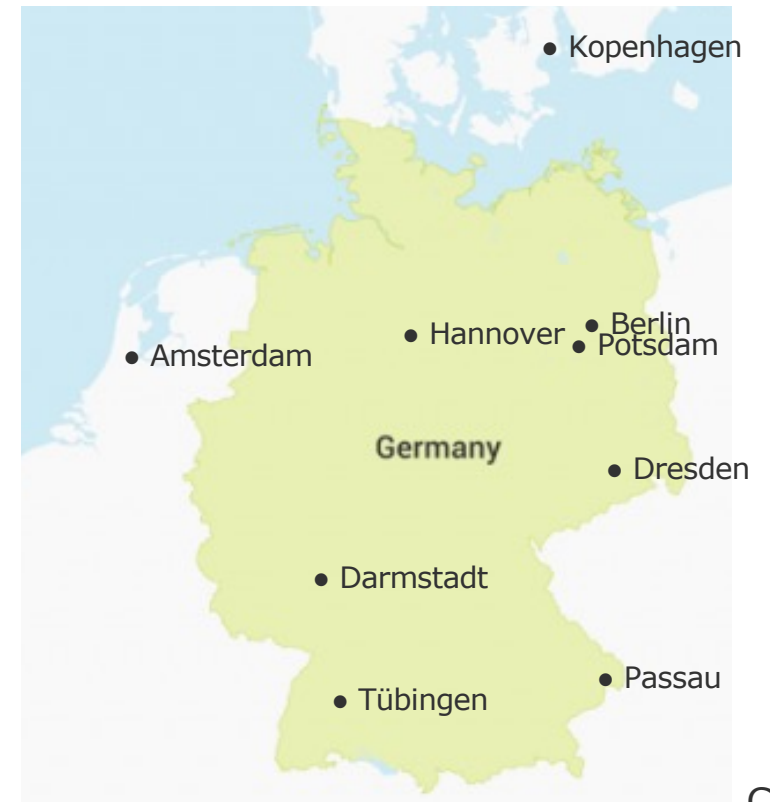 Kopenhagen
Berlin
Hannover
Potsdam
Amsterdam
Germany
Dresden
Darmstadt
Passau
Tübingen